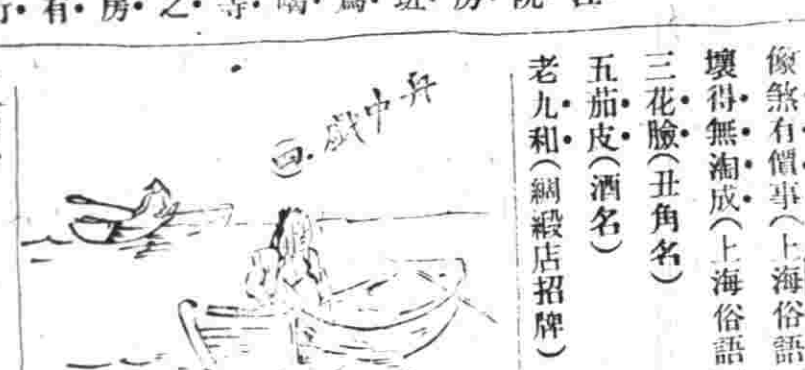 像煞有價事(上海俗語
壞得無淘成(上海俗語
三花臉(丑角名)
五茄皮(酒名)
老九和(綢緞店招牌)
舟中戲(四)